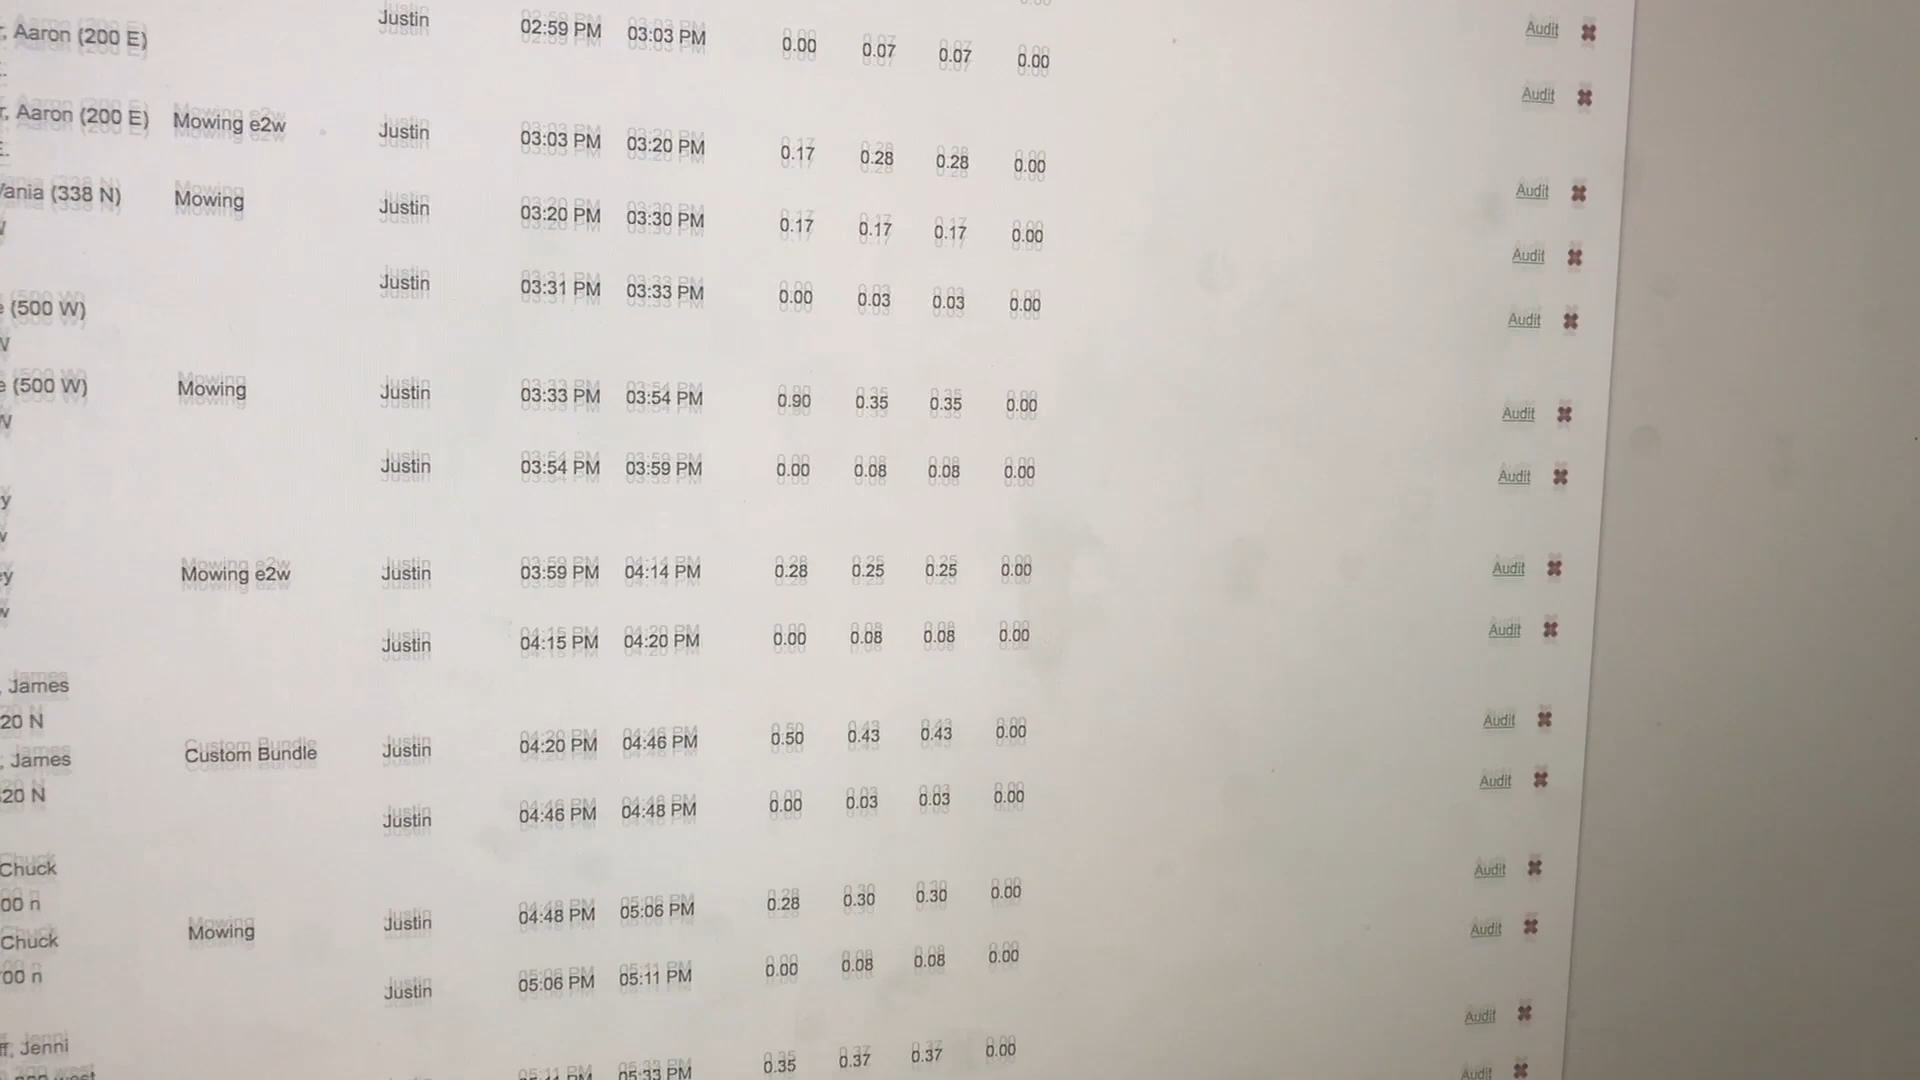 , Aaron (200 E) Justin 02:59 PM 03:03 PM 0.00 0.07 0.07 0.00 Audit
Audit
r, Aaron (200 E) Mowing e2w Justin 03:03 PM 03:20 PM 0.17 0.28 0.28 0.00
E.
/ania (338 N) Mowing Justin 03:20 PM 03:30 PM 0.17 0.17 0.17 0.00 Audit
Justin 03:31 PM 03:33 PM 0.00 0.03 0.03 0.00 Audit
e (500 W) Audit
W
e (500 W) Mowing Justin 03:33 PM 03:54 PM 0.90 0.35 0.35 0.00 Audit
W
Justin 03:54 PM 03:59 PM 0.00 0.08 0.08 0.00 Audit
y
w
ey Mowing e2w Justin 03:59 PM 04:14 PM 0.28 0.25 0.25 0.00 Audit
w
Justin 04:15 PM 04:20 PM 0.00 0.08 0.08 0.00 Audit
, James
20 N
, James Custom Bundle Justin 04:20 PM 04:46 PM 0.50 0.43 0.43 0.00 Audit
20 N
Justin 04:46 PM 04:48 PM 0.00 0.03 0.03 0.00 Audit
Chuck
00 n
Chuck Mowing Justin 04:48 PM 05:06 PM 0.28 0.30 0.30 0.00 Audit
00 n
Justin 05:06 PM 05:11 PM 0.00 0.08 0.08 0.00 Audit
ff, Jenni
05:11 PM 05:33 PM 0.35 0.37 0.37 0.00 Audit
Audit